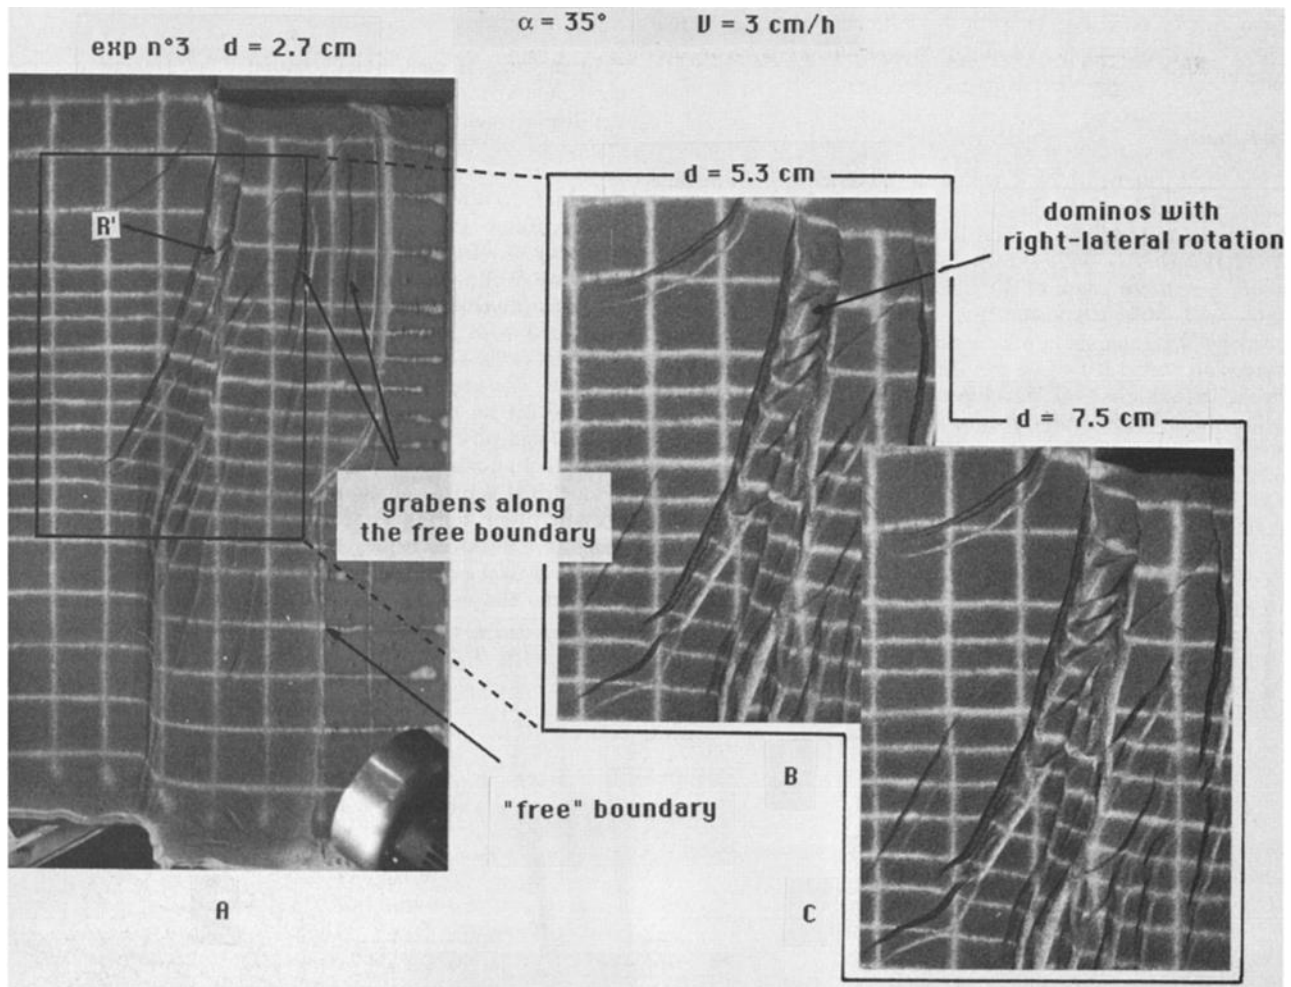 α = 35°
V = 3 cm/h
exp n°3
d = 2.7 cm
d = 5.3 cm
dominos with
right-lateral rotation
R'
d = 7.5 cm
grabens along
the free boundary
"free" boundary
A
B
C